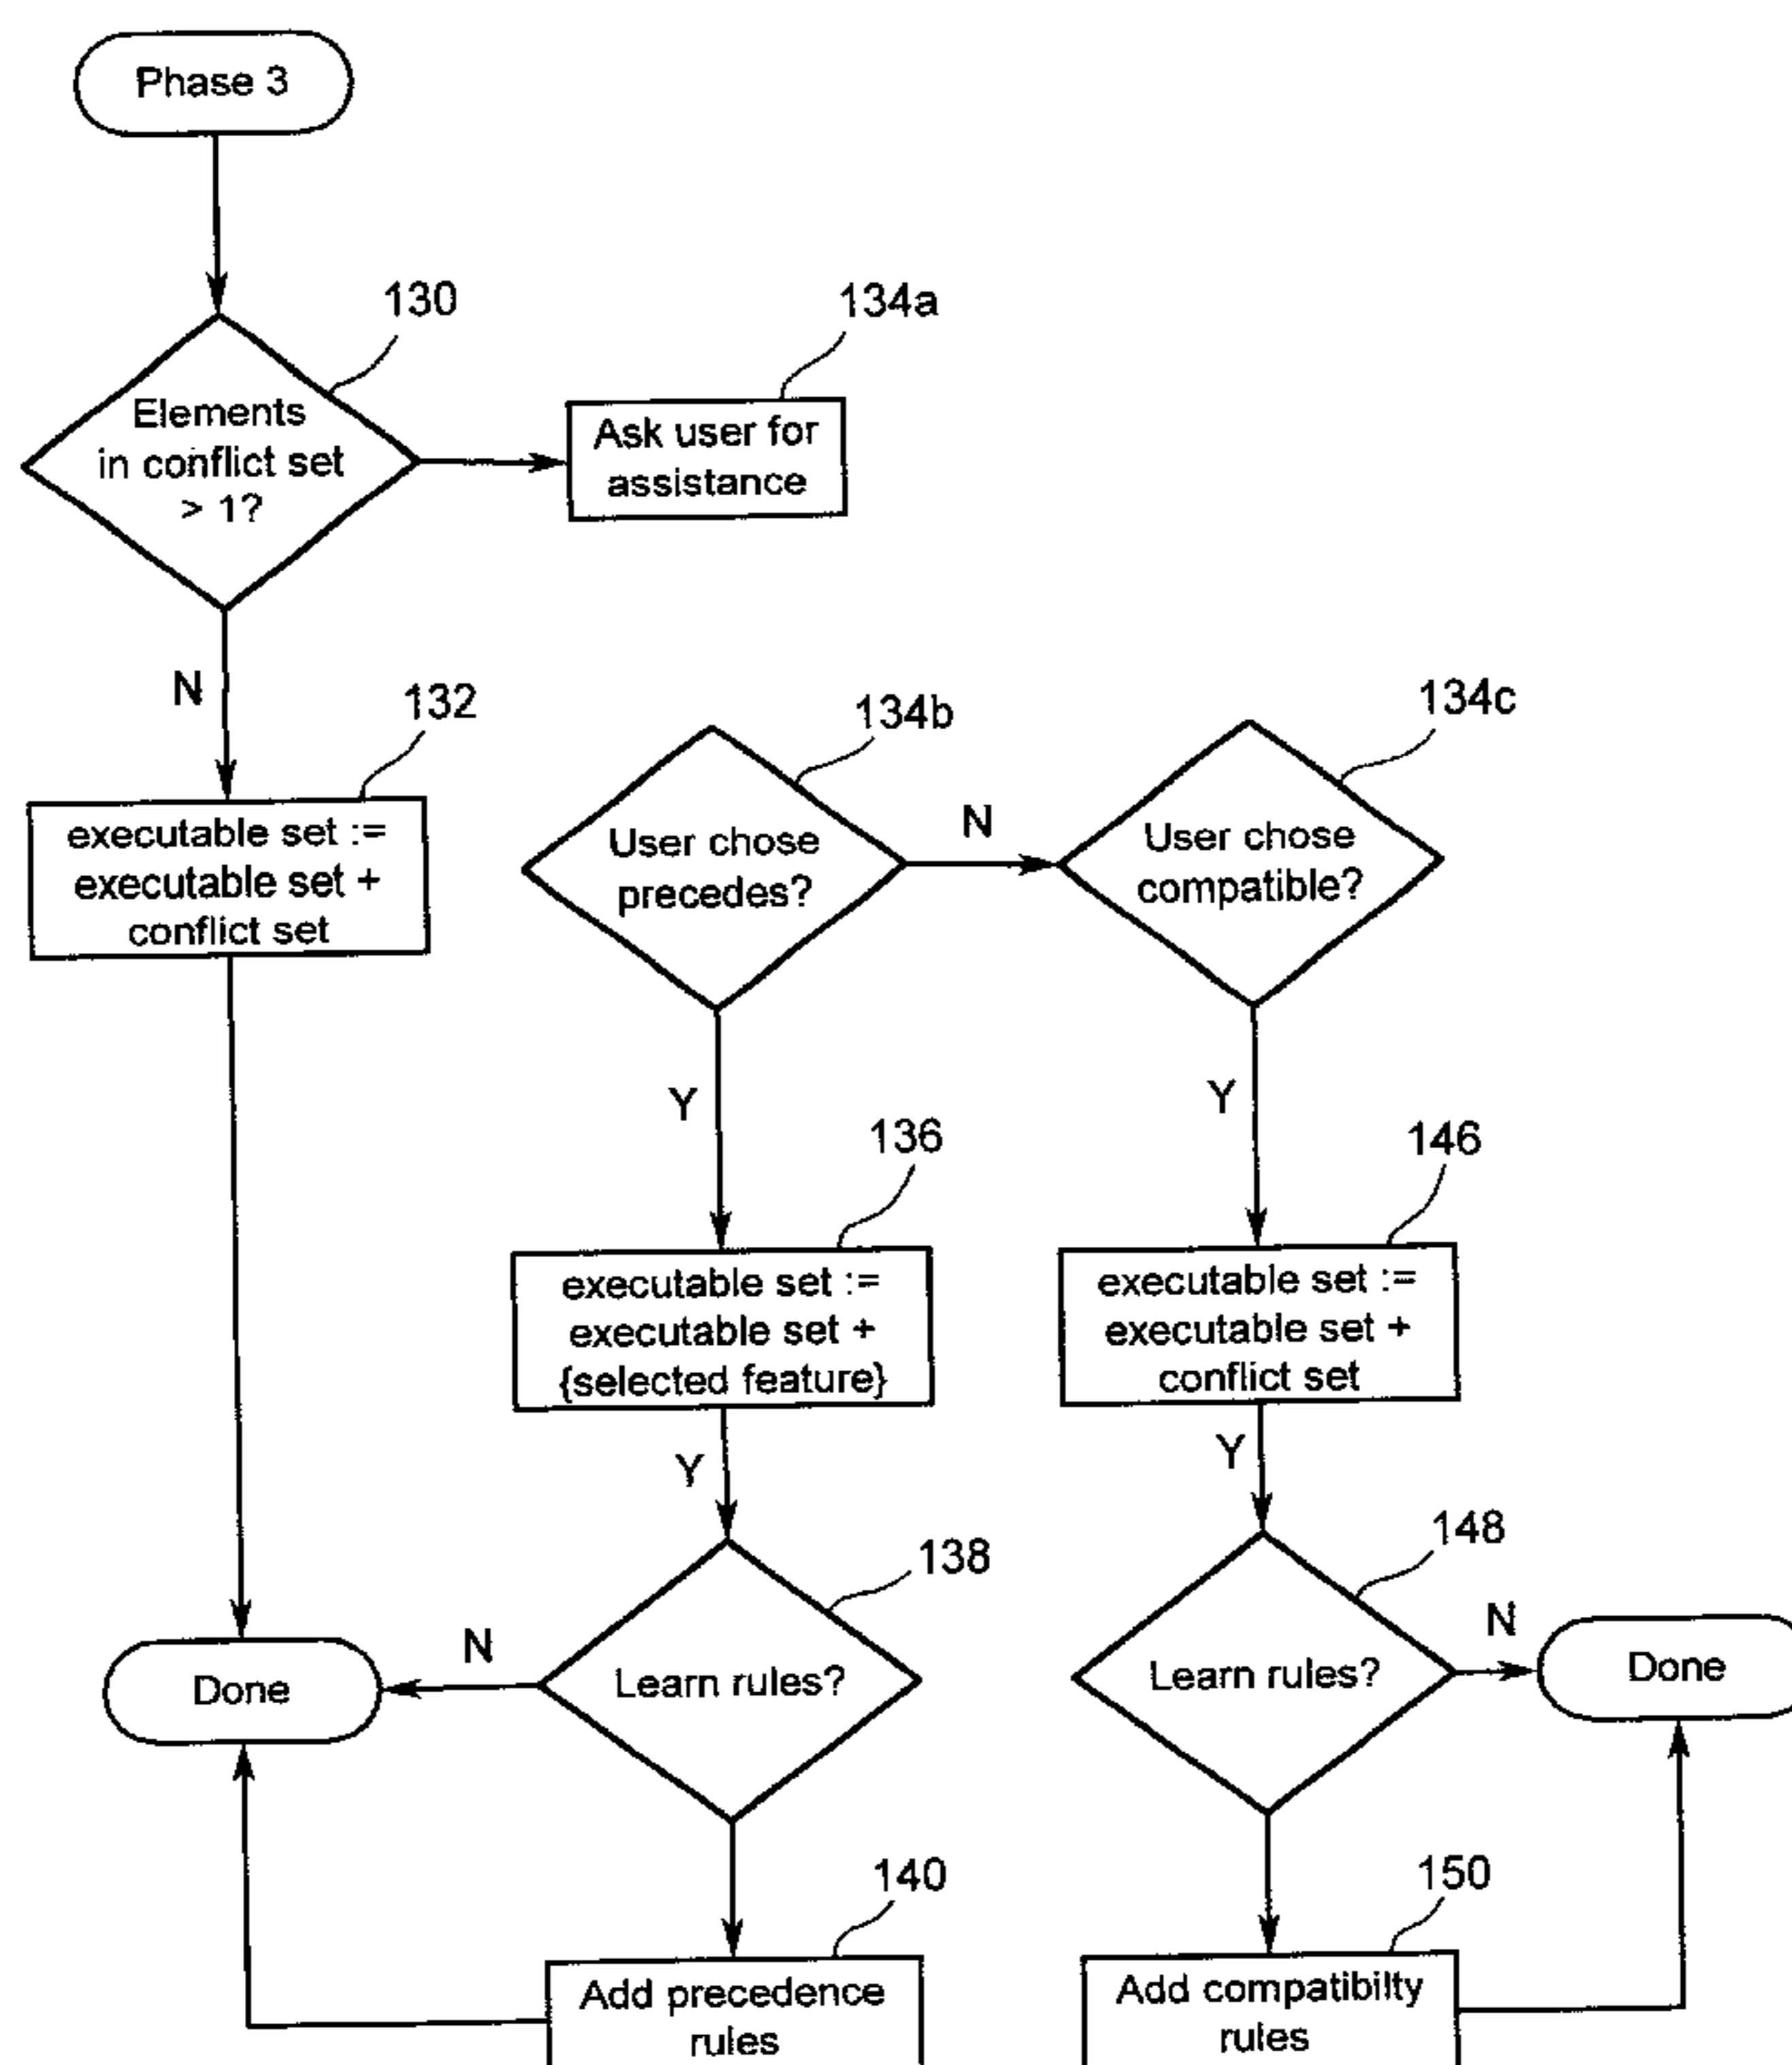 Phase 3
130
134a
Elements
in conflict set
> 1?
Ask user for
assistance
N
132
134b
134c
executable set :=
executable set +
conflict set
User chose
precedes?
N
User chose
compatible?
Y
Y
136
146
executable set :=
executable set +
{selected feature}
executable set :=
executable set +
conflict set
Y
Y
138
148
Done
N
Learn rules?
Learn rules?
N
Done
140
150
Add precedence
rules
Add compatibilty
rules